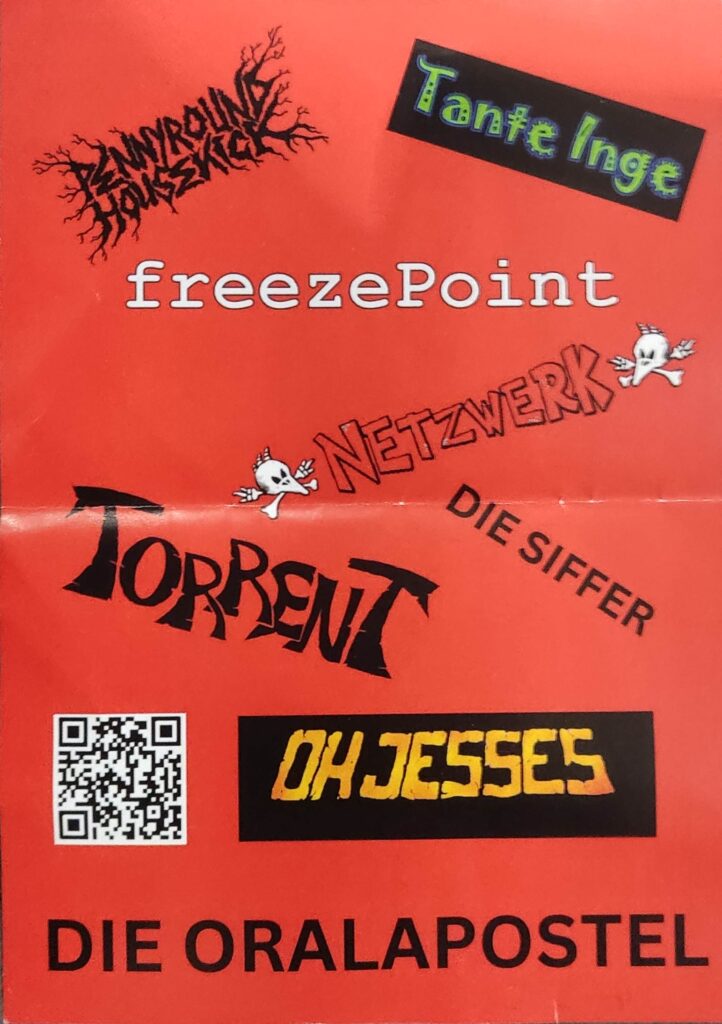 PENNYROUND
HOUSEKICK
Tante Inge
freezePoint
NETZWERK
DIE SIFFER
TORRENT
OH JESSES
DIE ORALAPOSTEL